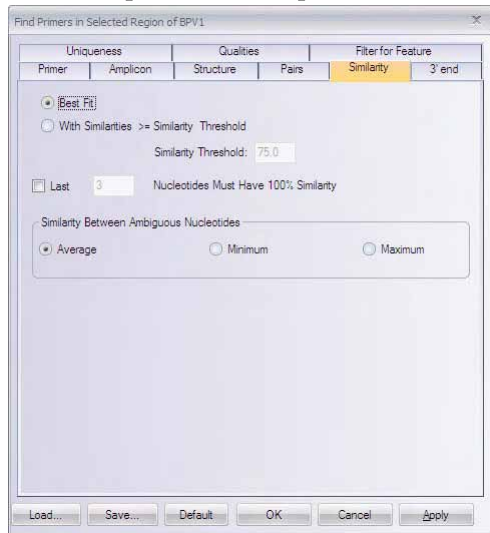 Find Primers in Selected Region of BPV1
Uniqueness Qualities Filter for Feature
Primer Amplicon Structure Pairs Similarity 3' end
Best Fit
With Similarities >= Similarity Threshold
Similarity Threshold: 75.0
Last 3 Nucleotides Must Have 100% Similarity
Similarity Between Ambiguous Nucleotides
Average Minimum Maximum
Load... Save... Default OK Cancel Apply